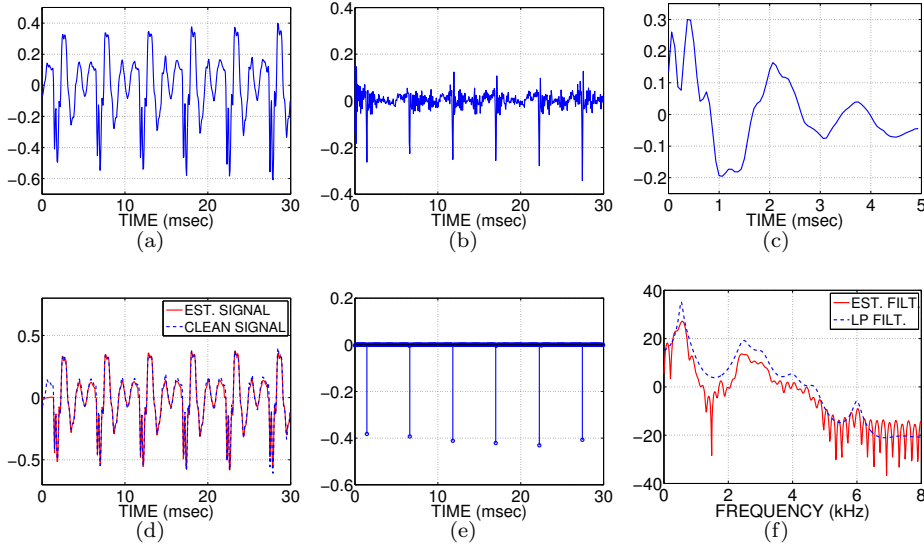 0.4
0.2
0
−0.2
−0.4
−0.6
0 10 20 30
TIME (msec)
(a)
0.4
0.2
0
−0.2
−0.4
0 10 20 30
TIME (msec)
(b)
0.3
0.2
0.1
0
−0.1
−0.2
0 1 2 3 4 5
TIME (msec)
(c)
0.5
0
−0.5
EST. SIGNAL
CLEAN SIGNAL
0 10 20 30
TIME (msec)
(d)
0.2
0
−0.2
−0.4
−0.6
0 10 20 30
TIME (msec)
(e)
40
20
0
−20
−40
EST. FILT.
LP FILT.
0 2 4 6 8
FREQUENCY (kHz)
(f)